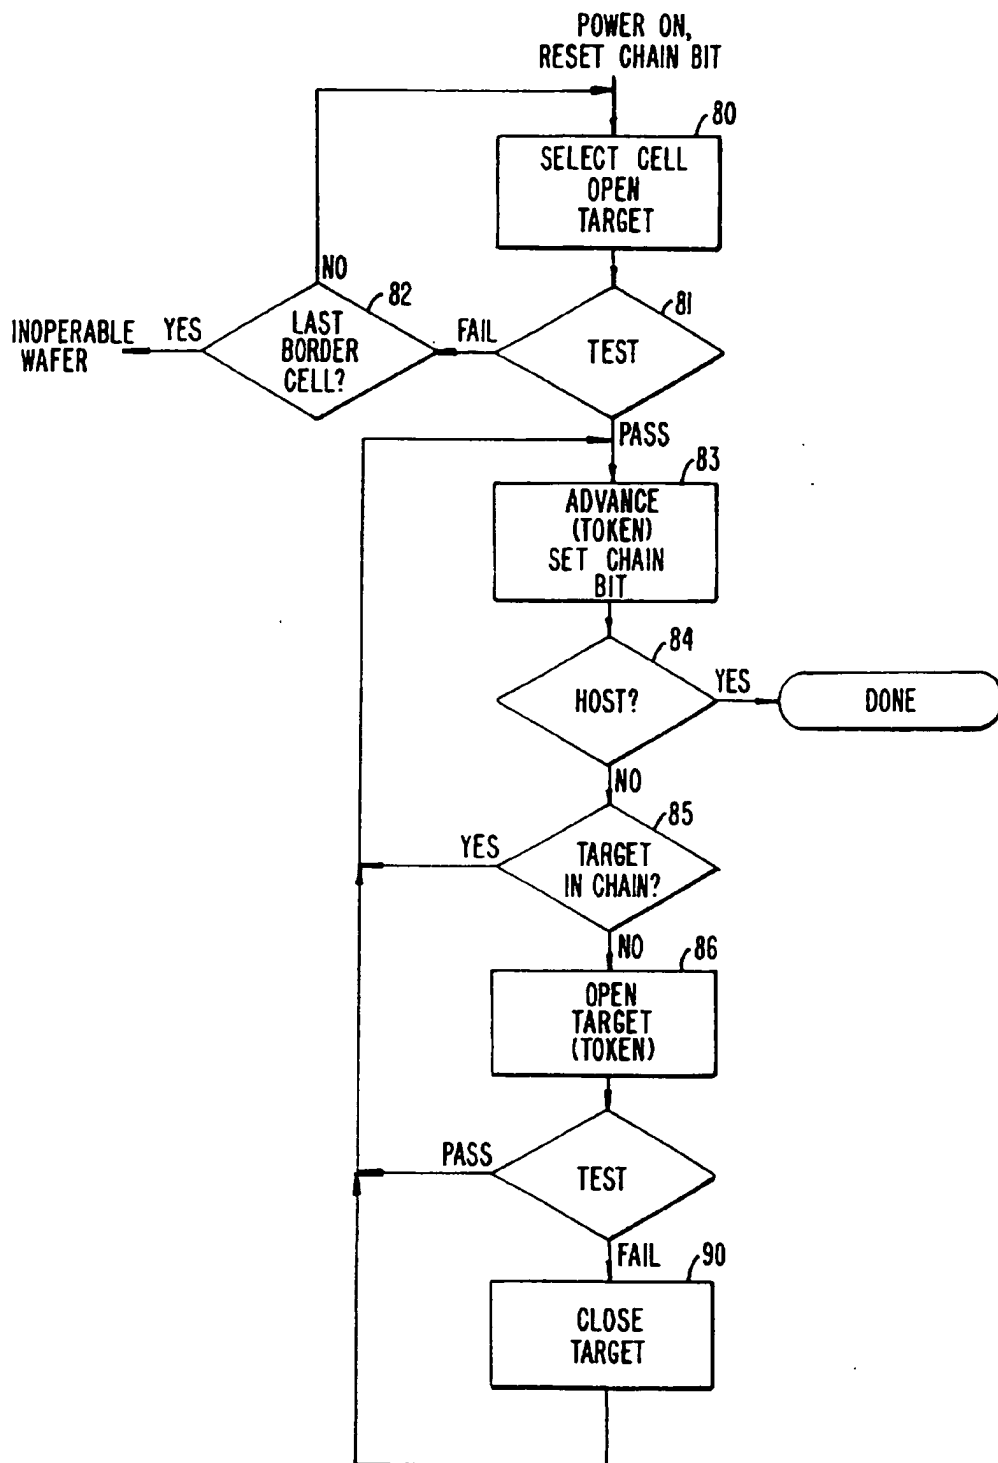 POWER ON,
RESET CHAIN BIT
80
SELECT CELL
OPEN
TARGET
NO
82
81
INOPERABLE
WAFER
YES
LAST
BORDER
CELL?
FAIL
TEST
PASS
83
ADVANCE
(TOKEN)
SET CHAIN
BIT
84
HOST?
YES
DONE
NO
85
YES
TARGET
IN CHAIN?
NO
86
OPEN
TARGET
(TOKEN)
PASS
TEST
FAIL
90
CLOSE
TARGET